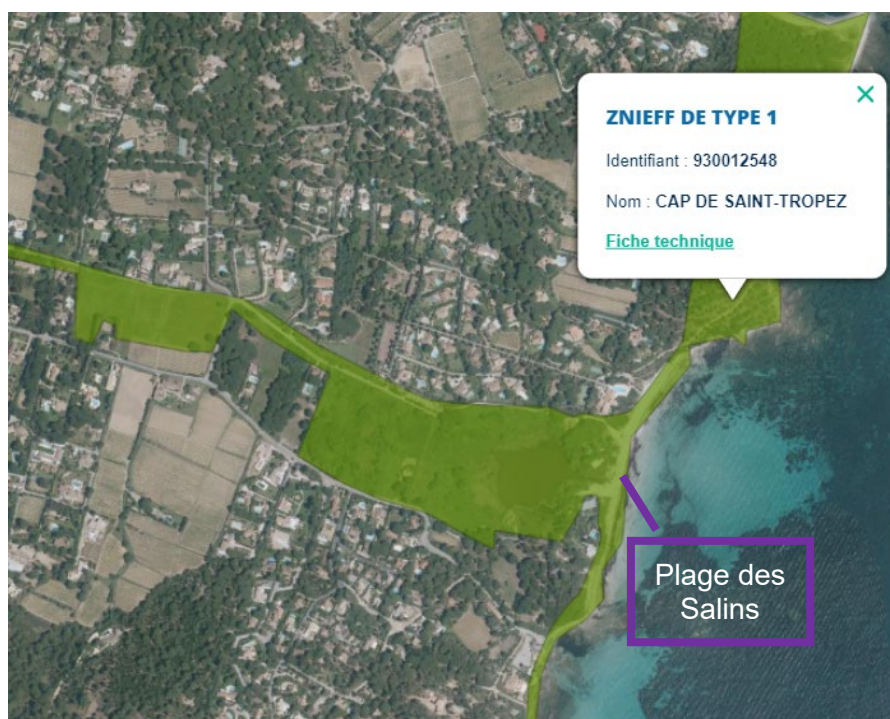 ZNIEFF DE TYPE 1
Identifiant : 930012548
Nom : CAP DE SAINT-TROPEZ
Fiche technique
Plage des
Salins